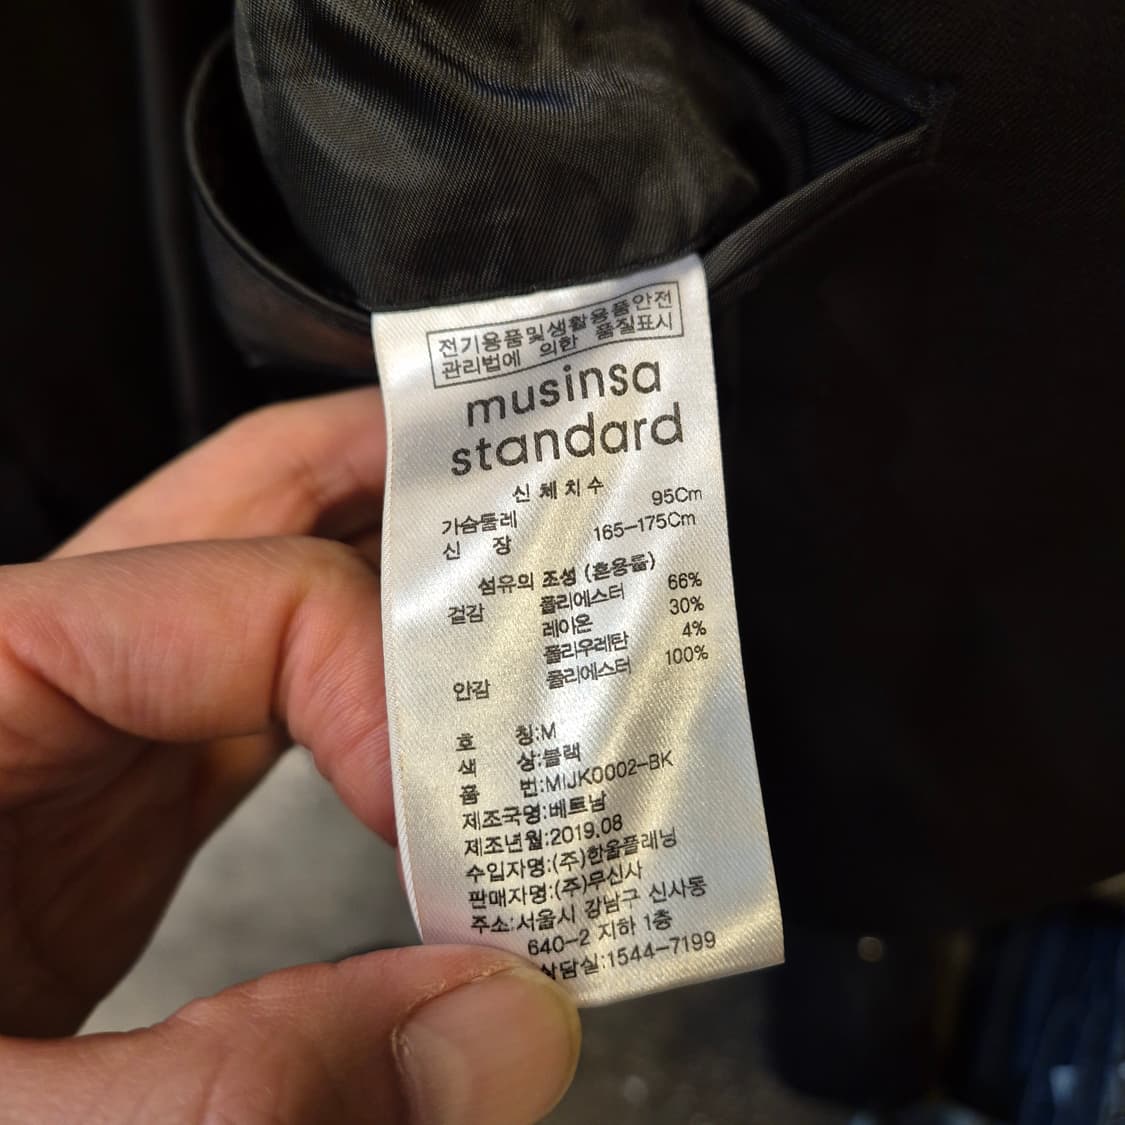 전기용품및생활용품안전
관리법에 의한 품질표시
musinsa
standard
신체치수
가슴둘레 95Cm
신 장 165-175Cm
섬유의 조성 (혼용률)
겉감 폴리에스터 66%
레이온 30%
폴리우레탄 4%
안감 폴리에스터 100%
호 칭:M
색 상:블랙
품 번:MIJK0002-BK
제조국명:베트남
제조년월:2019.08
수입자명:(주)한울플래닝
판매자명:(주)무신사
주소:서울시 강남구 신사동
640-2 지하 1층
상담실:1544-7199